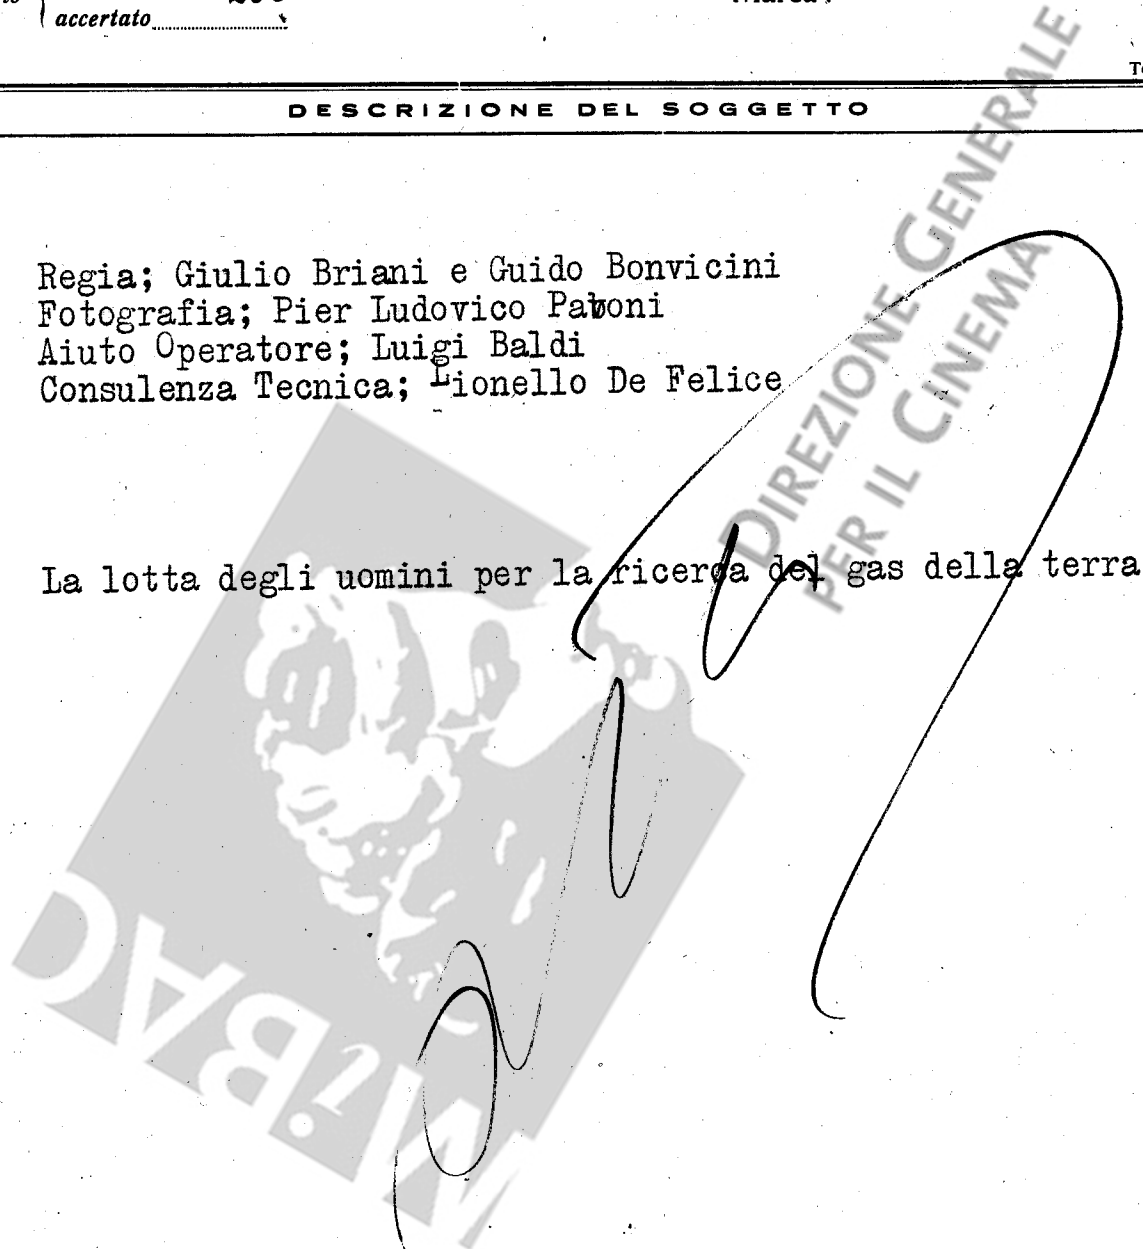 accertato
DESCRIZIONE DEL SOGGETTO
Regia; Giulio Briani e Guido Bonvicini
Fotografia; Pier Ludovico Pavoni
Aiuto Operatore; Luigi Baldi
Consulenza Tecnica; Lionello De Felice
La lotta degli uomini per la ricerca del gas della terra
DIREZIONE GENERALE
PER IL CINEMA
MiBAC